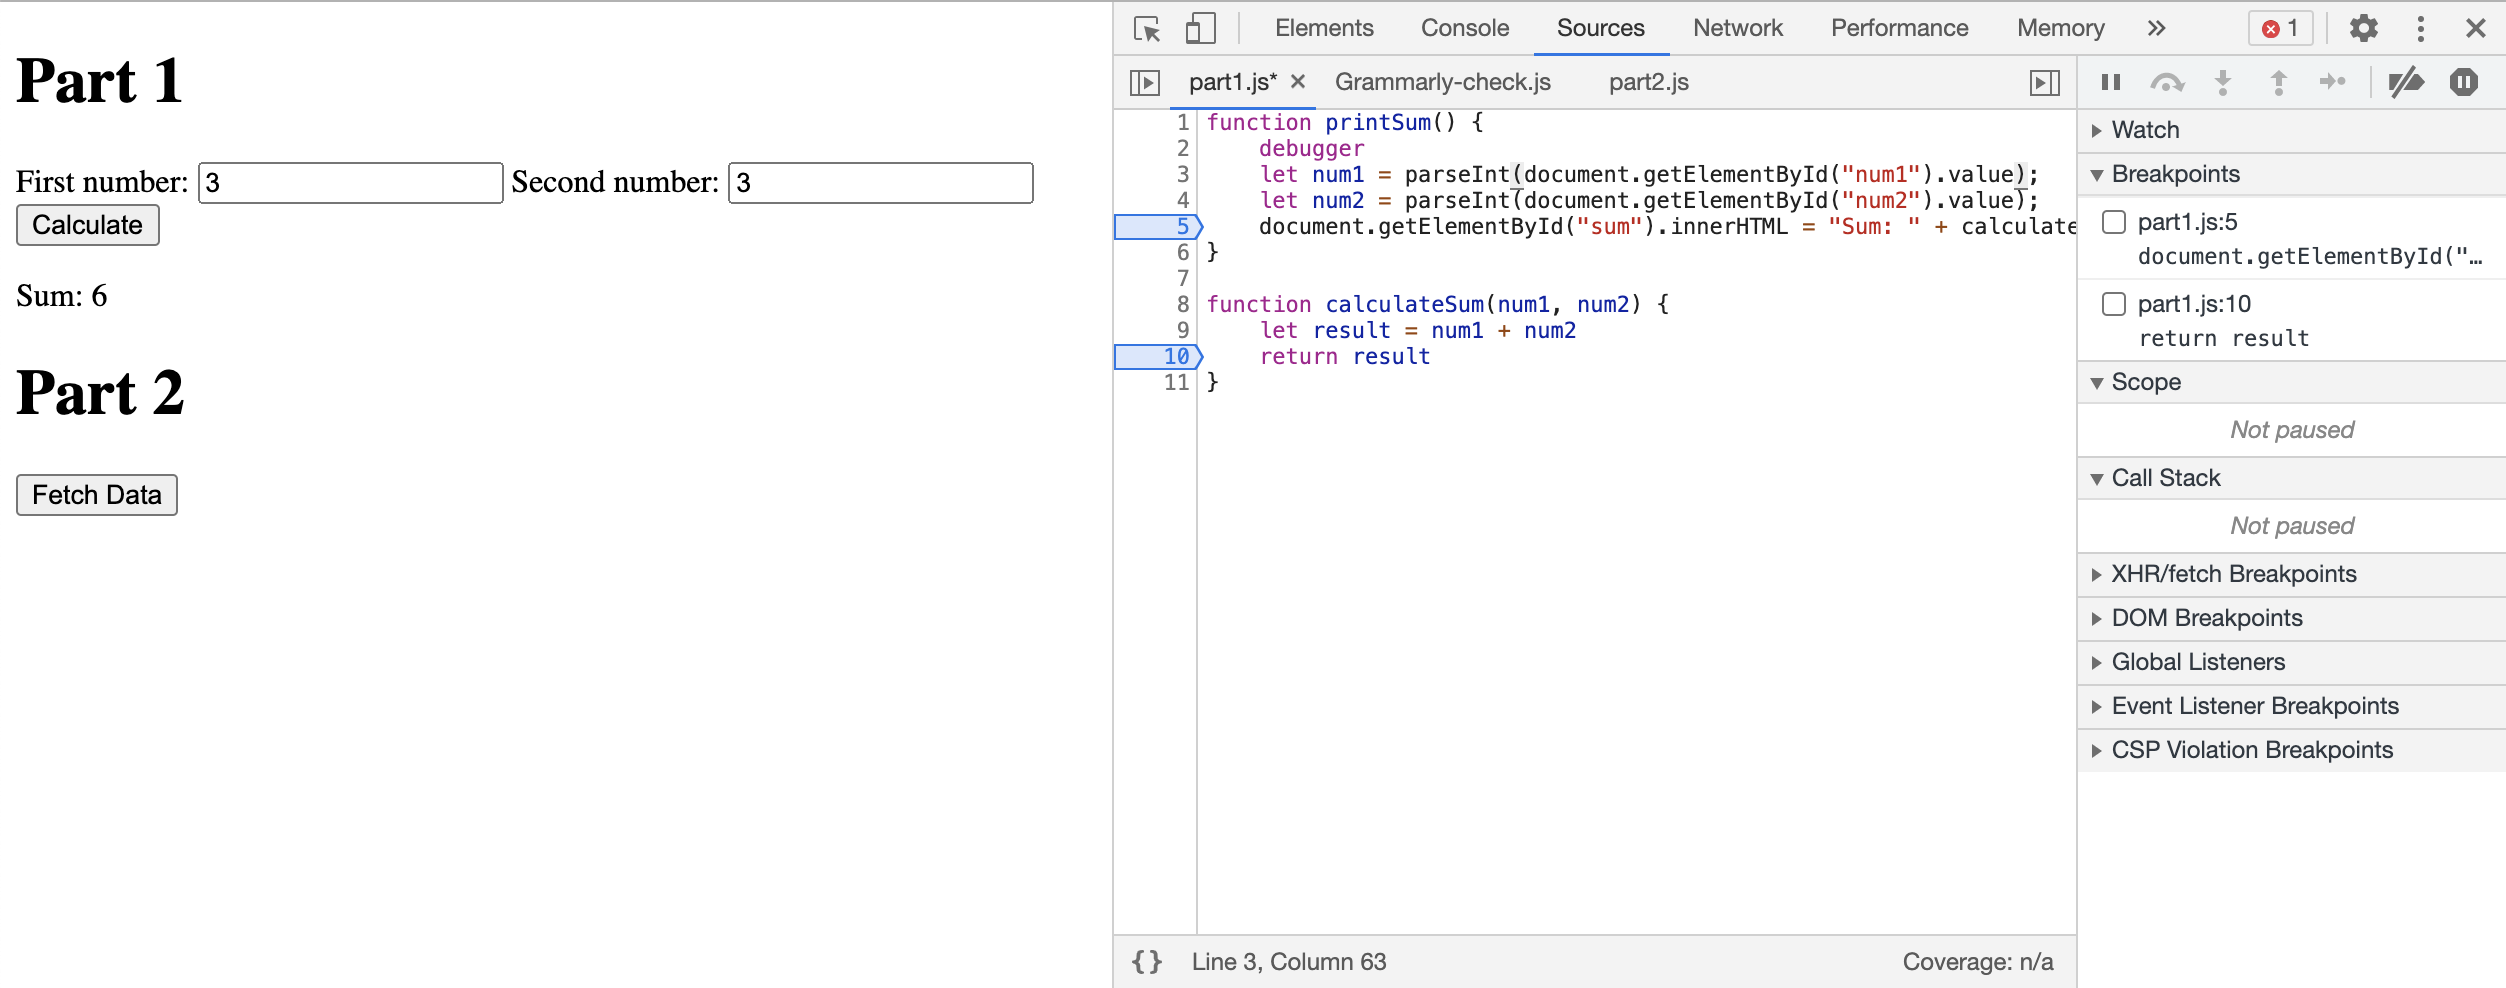 Part 1
First number: 3 Second number: 3
Calculate
Sum: 6
Part 2
Fetch Data
Elements Console Sources Network Performance Memory » 1
part1.js* × Grammarly-check.js part2.js
1 function printSum() {
2 debugger
3 let num1 = parseInt(document.getElementById("num1").value);
4 let num2 = parseInt(document.getElementById("num2").value);
5 document.getElementById("sum").innerHTML = "Sum: " + calculate
6 }
7
8 function calculateSum(num1, num2) {
9 let result = num1 + num2
10 return result
11 }
{} Line 3, Column 63 Coverage: n/a
Watch
Breakpoints
part1.js:5
document.getElementById("…
part1.js:10
return result
Scope
Not paused
Call Stack
Not paused
XHR/fetch Breakpoints
DOM Breakpoints
Global Listeners
Event Listener Breakpoints
CSP Violation Breakpoints